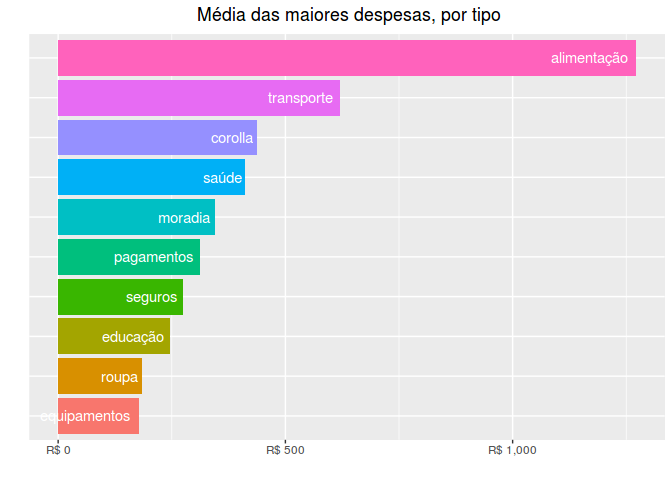 Média das maiores despesas, por tipo
alimentação
transporte
corolla
saúde
moradia
pagamentos
seguros
educação
roupa
equipamentos
R$ 0 R$ 500 R$ 1,000